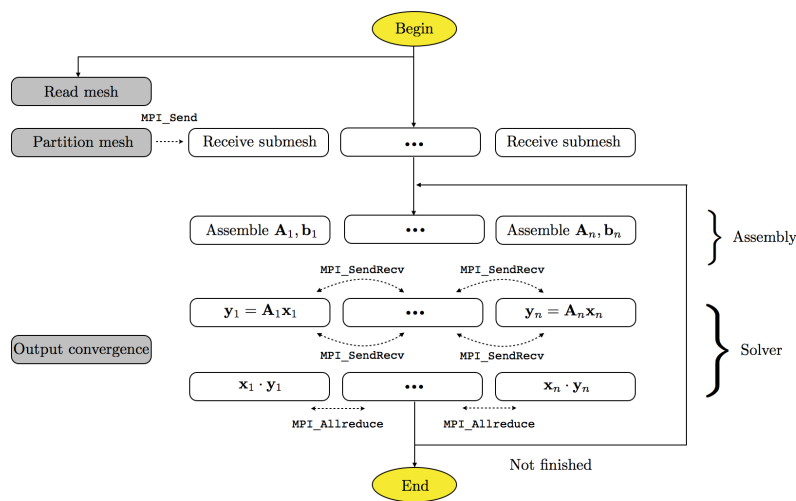 Begin
Read mesh
MPI_Send
Partition mesh
Receive submesh
•••
Receive submesh
Assemble A₁, b₁
•••
Assemble Aₙ, bₙ
Assembly
MPI_SendRecv
MPI_SendRecv
y₁ = A₁x₁
•••
yₙ = Aₙxₙ
Output convergence
MPI_SendRecv
MPI_SendRecv
Solver
x₁ · y₁
•••
xₙ · yₙ
MPI_Allreduce
MPI_Allreduce
Not finished
End